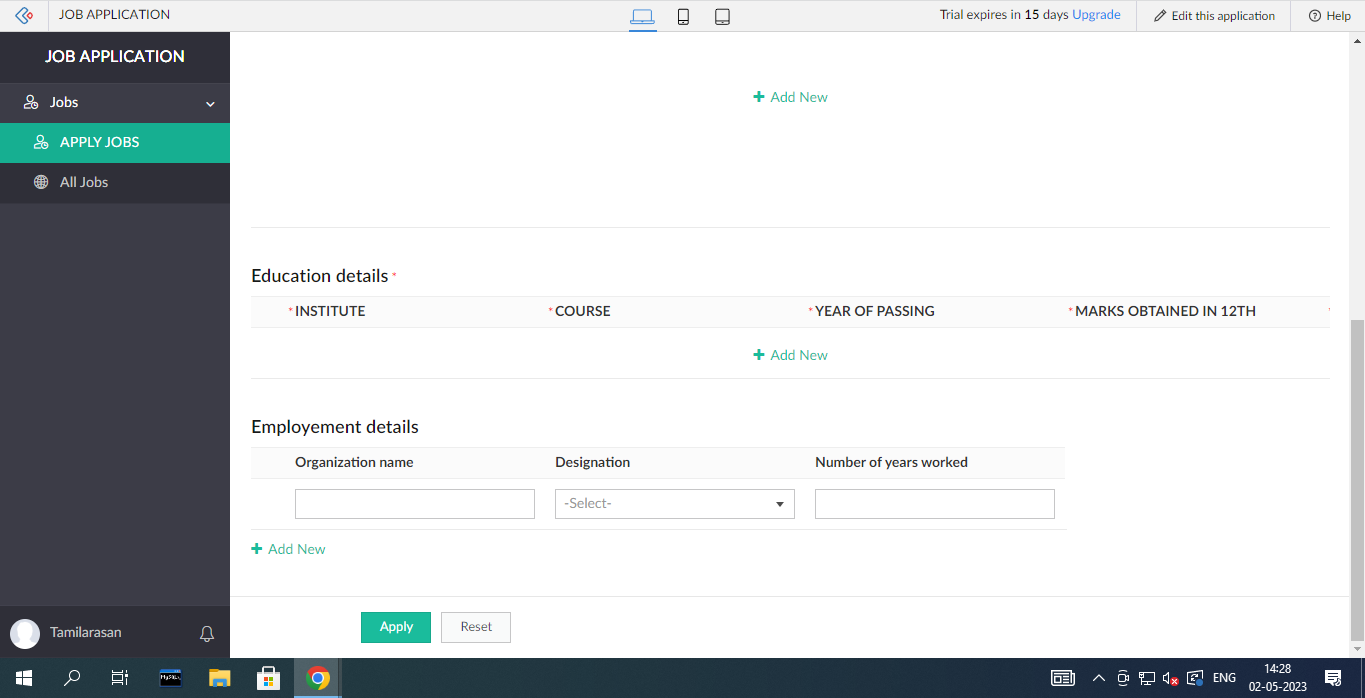 JOB APPLICATION
Trial expires in 15 days Upgrade
Edit this application
Help
JOB APPLICATION
Jobs
APPLY JOBS
All Jobs
+ Add New
Education details *
* INSTITUTE * COURSE * YEAR OF PASSING * MARKS OBTAINED IN 12TH
+ Add New
Employement details
Organization name Designation Number of years worked
-Select-
+ Add New
Apply Reset
Tamilarasan
MySQL
ENG
14:28
02-05-2023